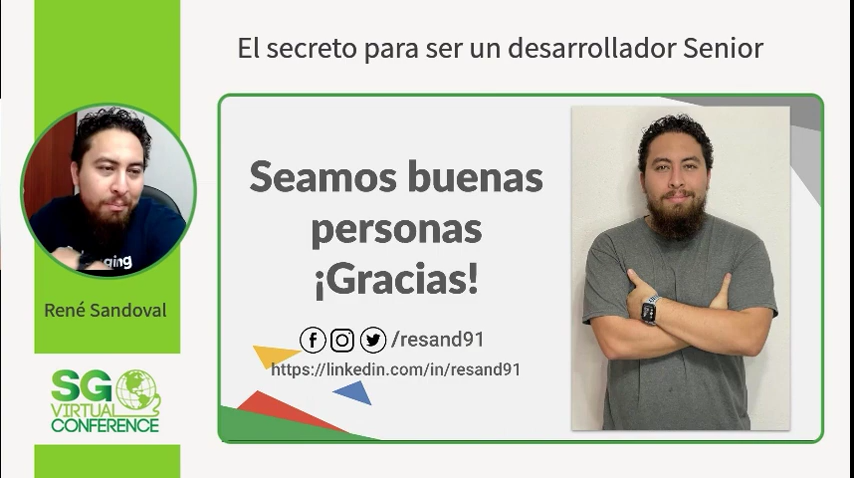 El secreto para ser un desarrollador Senior
Seamos buenas
personas
¡Gracias!
/resand91
https://linkedin.com/in/resand91
René Sandoval
SG
VIRTUAL
CONFERENCE